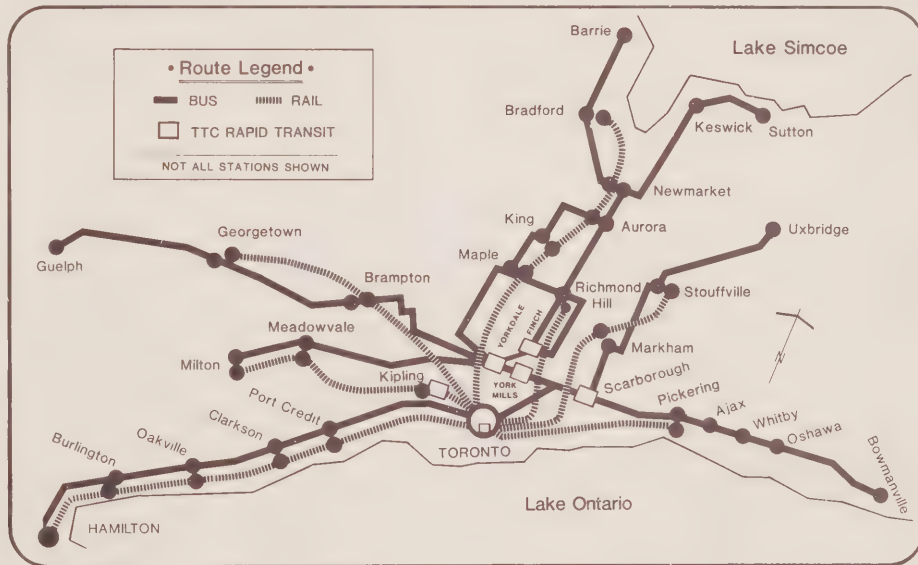 • Route Legend •
BUS
RAIL
TTC RAPID TRANSIT
NOT ALL STATIONS SHOWN
Barrie
Lake Simcoe
Bradford
Keswick
Sutton
Newmarket
King
Aurora
Uxbridge
Georgetown
Guelph
Maple
Brampton
Richmond
Hill
Stouffville
YORKDALE
FINCH
Meadowvale
Markham
N
Milton
Kipling
YORK
MILLS
Scarborough
Pickering
Port Credit
Ajax
Clarkson
Whitby
Oakville
Oshawa
Burlington
TORONTO
Bowmanville
Lake Ontario
HAMILTON